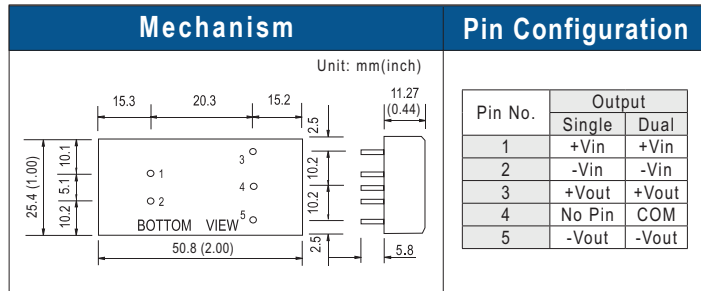 Mechanism
Pin Configuration
Unit: mm(inch)
15.3
20.3
15.2
2.5
11.27
(0.44)
25.4 (1.00)
10.1
5.1
10.2
1
2
3
4
5
BOTTOM VIEW
10.2
10.2
2.5
50.8 (2.00)
5.8
Pin No. Output
Single Dual
1 +Vin +Vin
2 -Vin -Vin
3 +Vout +Vout
4 No Pin COM
5 -Vout -Vout